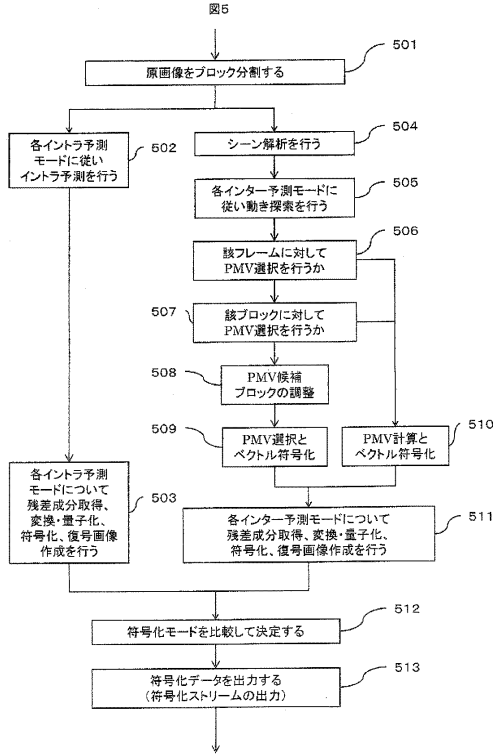 図5
501
原画像をブロック分割する
各イントラ予測
モードに従い
イントラ予測を行う
502
504
シーン解析を行う
505
各インター予測モードに
従い動き探索を行う
506
該フレームに対して
PMV選択を行うか
507
該ブロックに対して
PMV選択を行うか
508
PMV候補
ブロックの調整
509
PMV選択と
ベクトル符号化
PMV計算と
ベクトル符号化
510
各イントラ予測
モードについて
残差成分取得、
変換・量子化、
符号化、復号画像
作成を行う
503
各インター予測モードについて
残差成分取得、変換・量子化、
符号化、復号画像作成を行う
511
512
符号化モードを比較して決定する
513
符号化データを出力する
(符号化ストリームの出力)